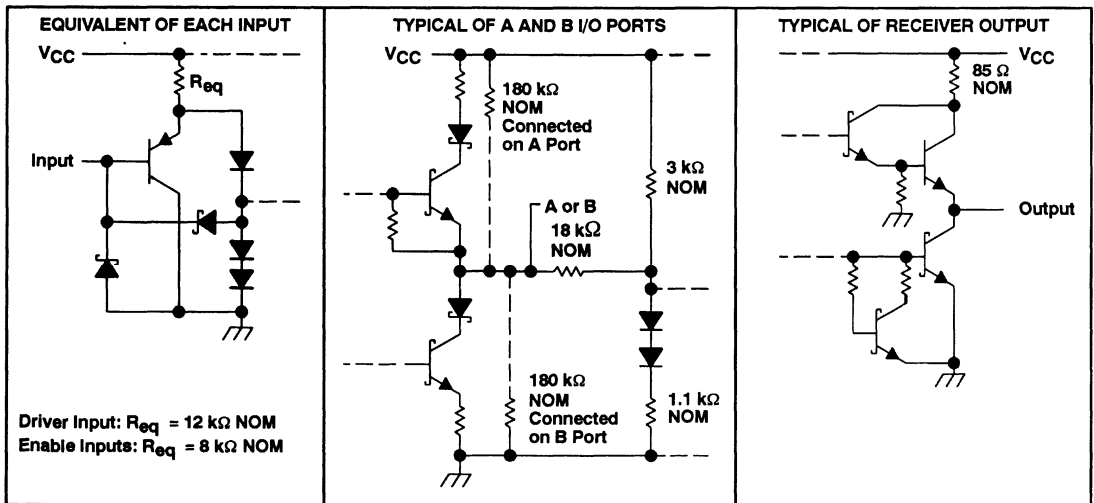 EQUIVALENT OF EACH INPUT
VCC
Req
Input
Driver Input: Req = 12 kΩ NOM
Enable Inputs: Req = 8 kΩ NOM
TYPICAL OF A AND B I/O PORTS
VCC
180 kΩ
NOM
Connected
on A Port
3 kΩ
NOM
A or B
18 kΩ
NOM
180 kΩ
NOM
Connected
on B Port
1.1 kΩ
NOM
TYPICAL OF RECEIVER OUTPUT
VCC
85 Ω
NOM
Output